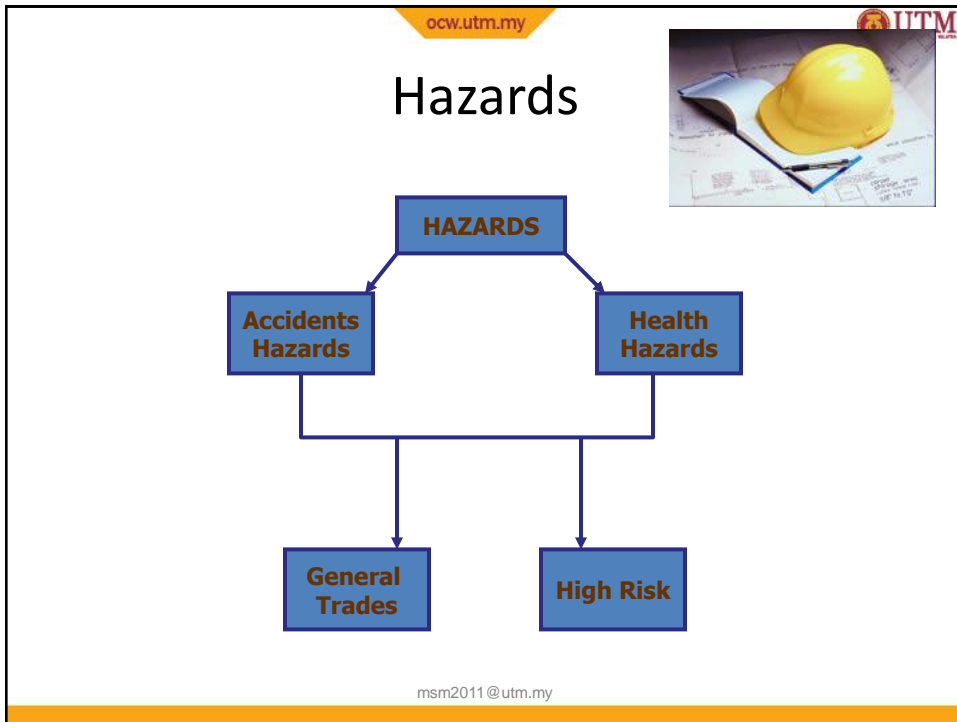 ocw.utm.my
UTM
Hazards
HAZARDS
Accidents
Hazards
Health
Hazards
General
Trades
High Risk
msm2011@utm.my